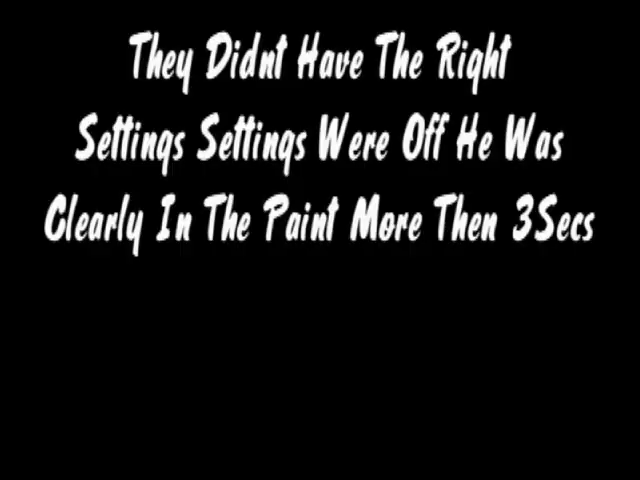 They Didnt Have The Right
Settings Settings Were Off He Was
Clearly In The Paint More Then 3Secs